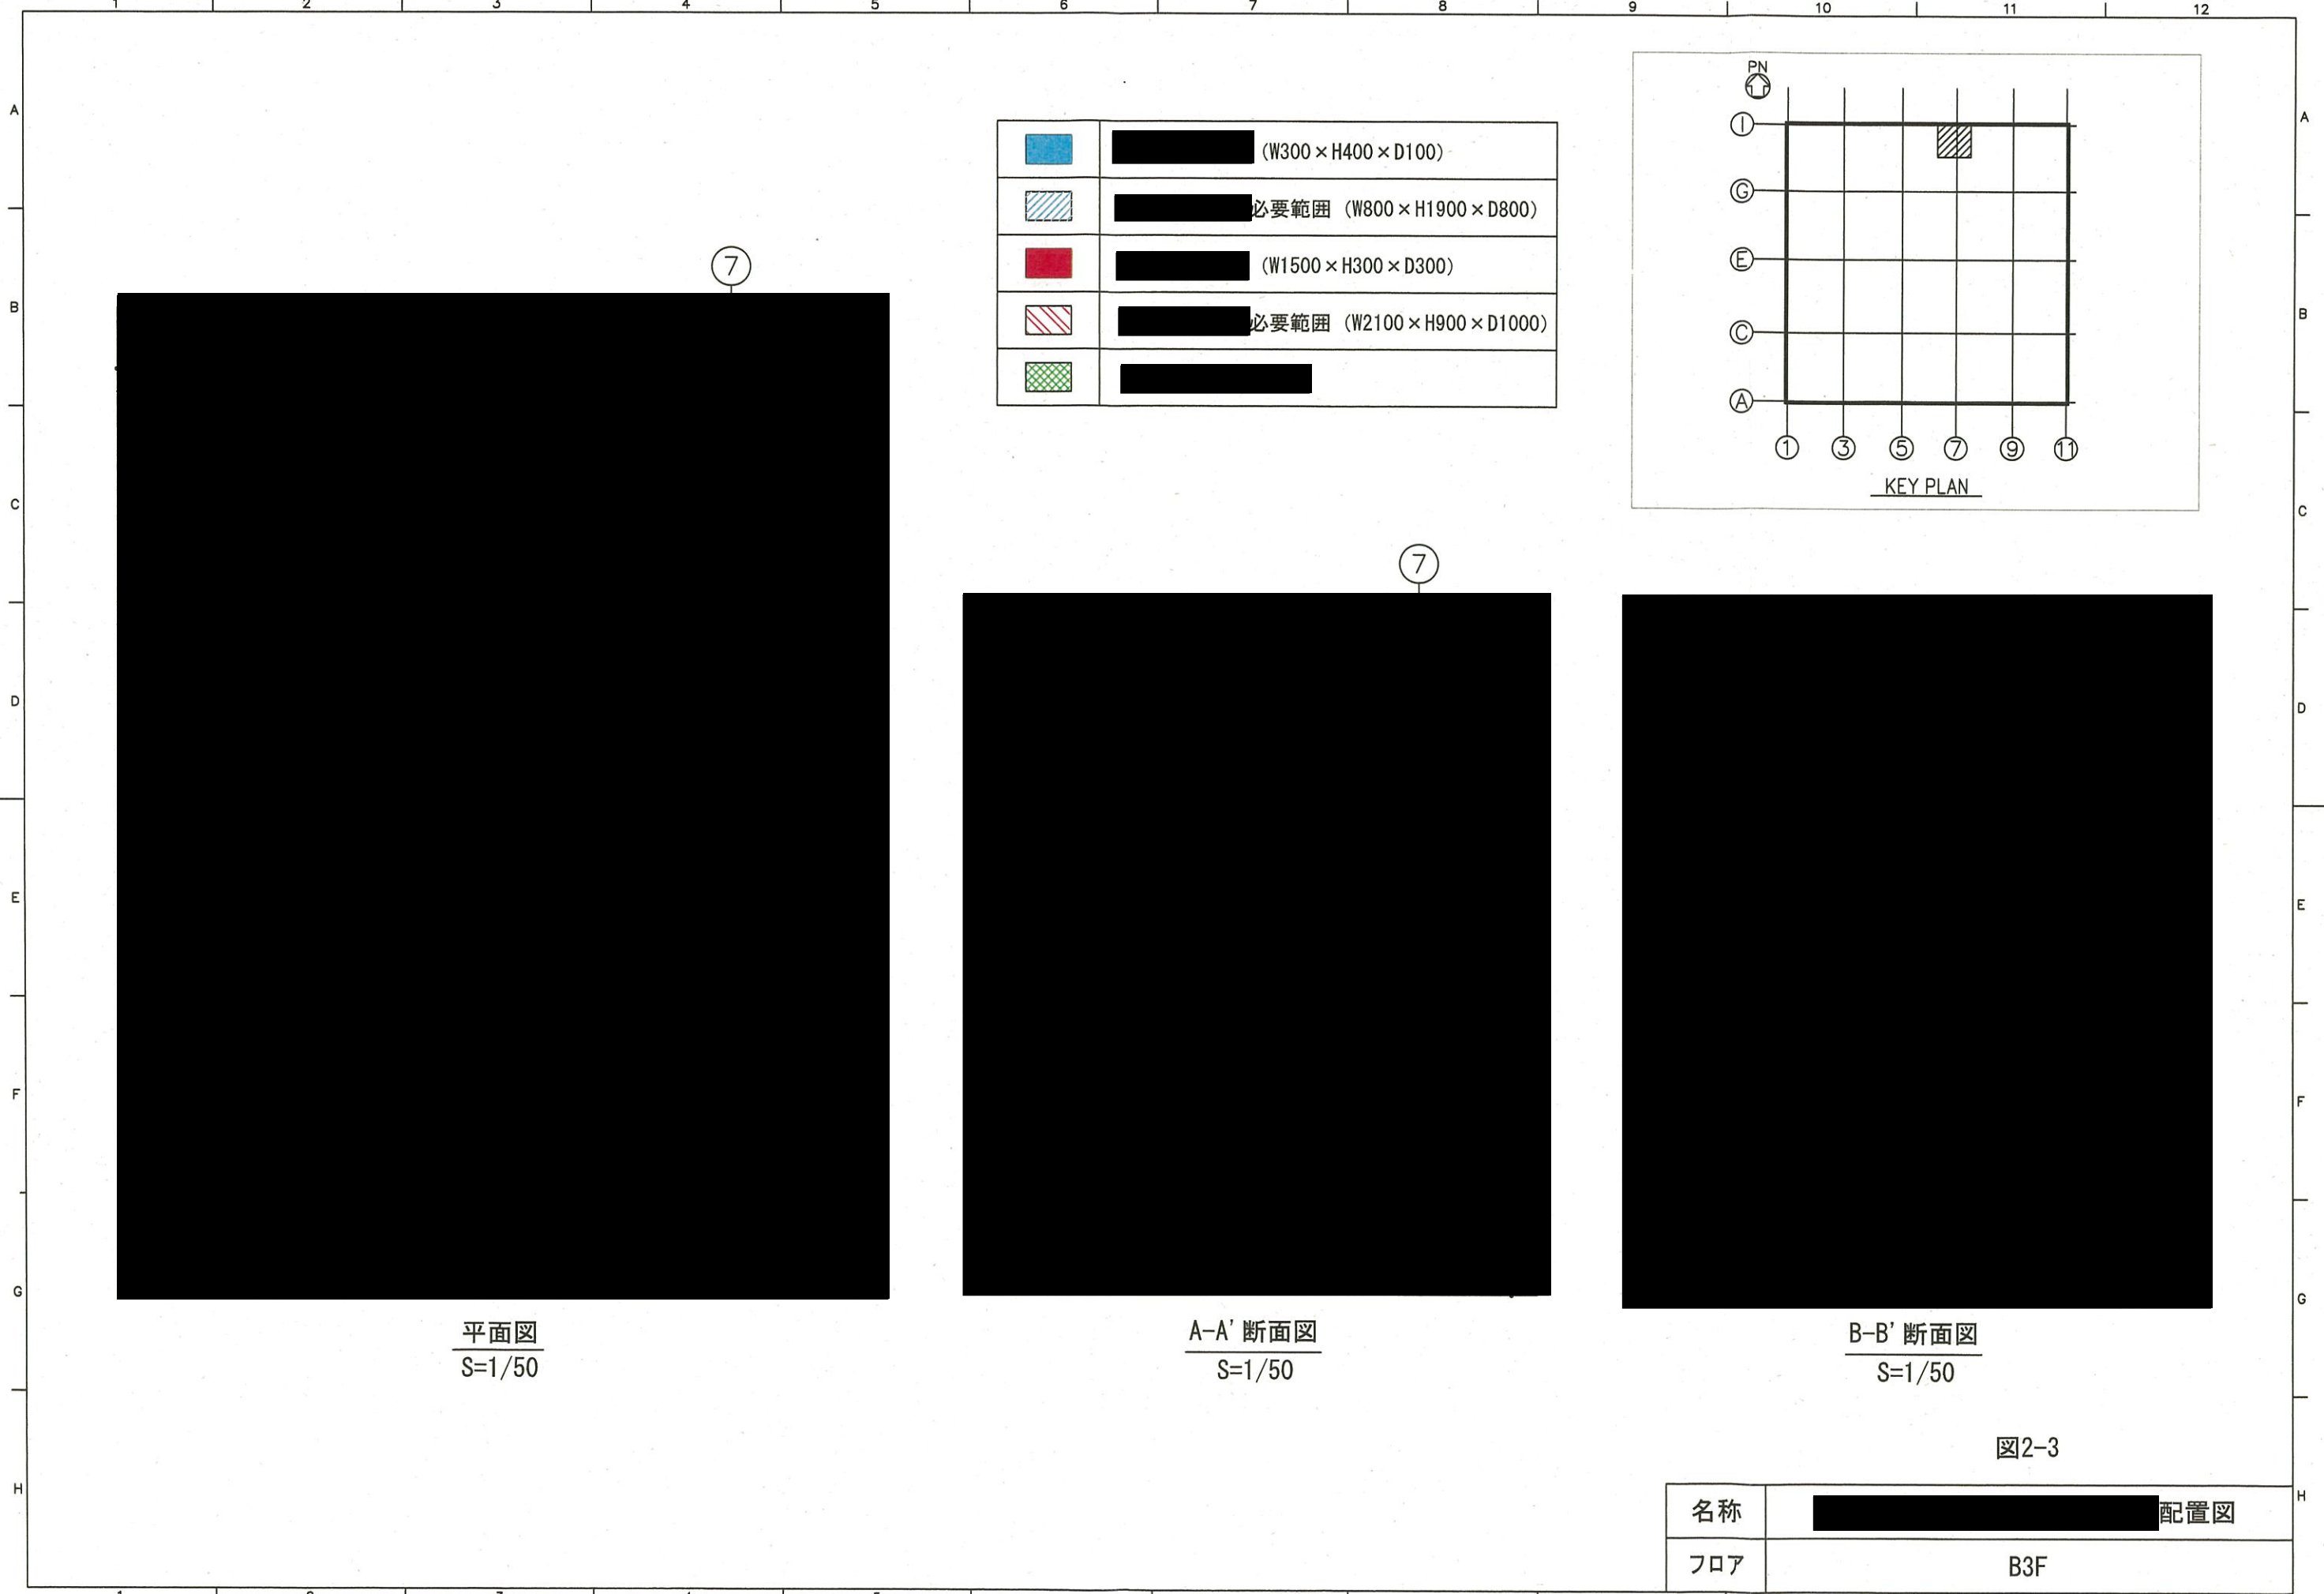 1 2 3 4 5 6 7 8 9 10 11 12
A A
B B
C C
D D
E E
F F
G G
H H
(W300×H400×D100)
必要範囲 (W800×H1900×D800)
(W1500×H300×D300)
必要範囲 (W2100×H900×D1000)
PN
I
G
E
C
A
1 3 5 7 9 11
KEY PLAN
7
7
平面図
S=1/50
A-A' 断面図
S=1/50
B-B' 断面図
S=1/50
図2-3
名称 配置図
フロア B3F